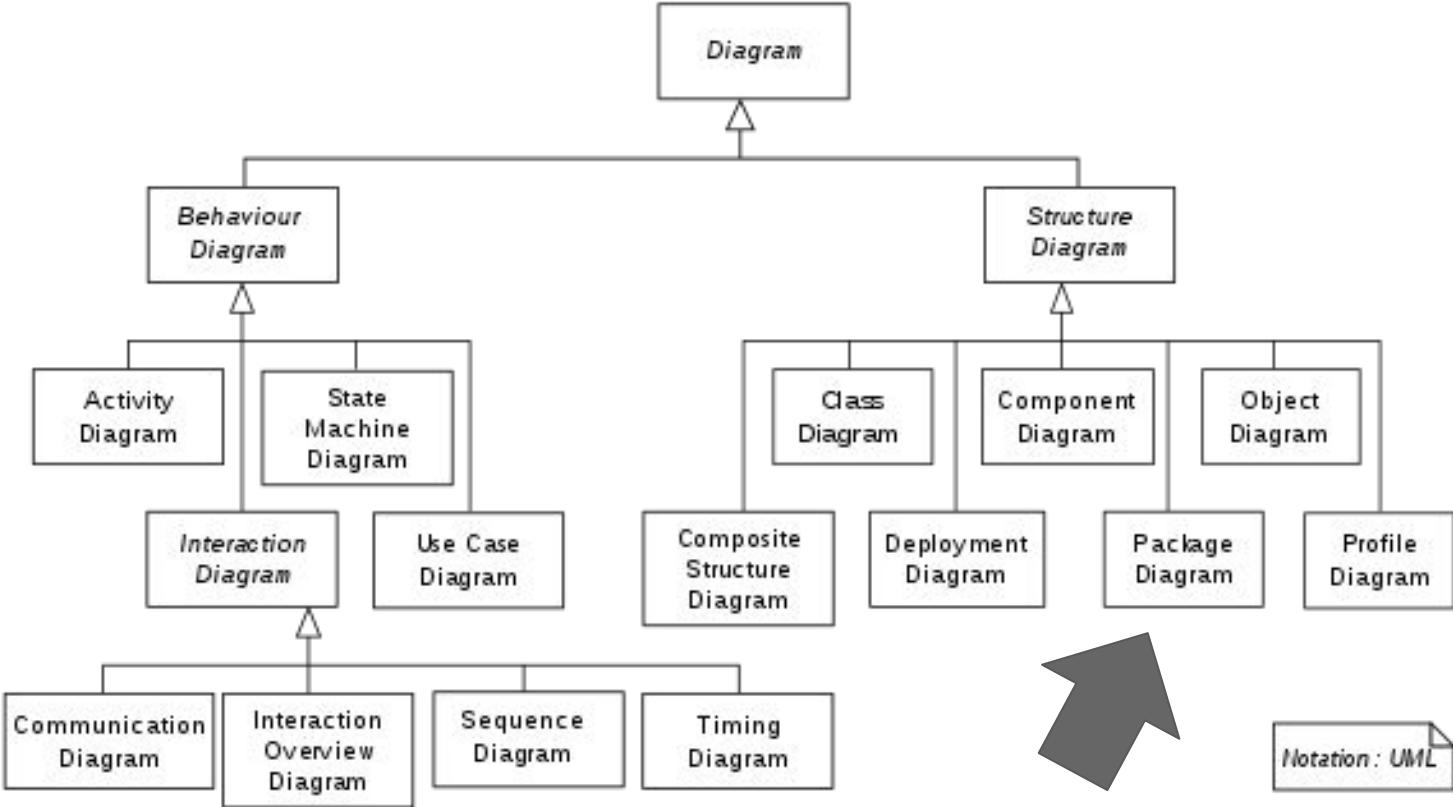 Diagram
Behaviour
Diagram
Structure
Diagram
Activity
Diagram
State
Machine
Diagram
Class
Diagram
Component
Diagram
Object
Diagram
Interaction
Diagram
Use Case
Diagram
Composite
Structure
Diagram
Deployment
Diagram
Package
Diagram
Profile
Diagram
Communication
Diagram
Interaction
Overview
Diagram
Sequence
Diagram
Timing
Diagram
Notation : UML